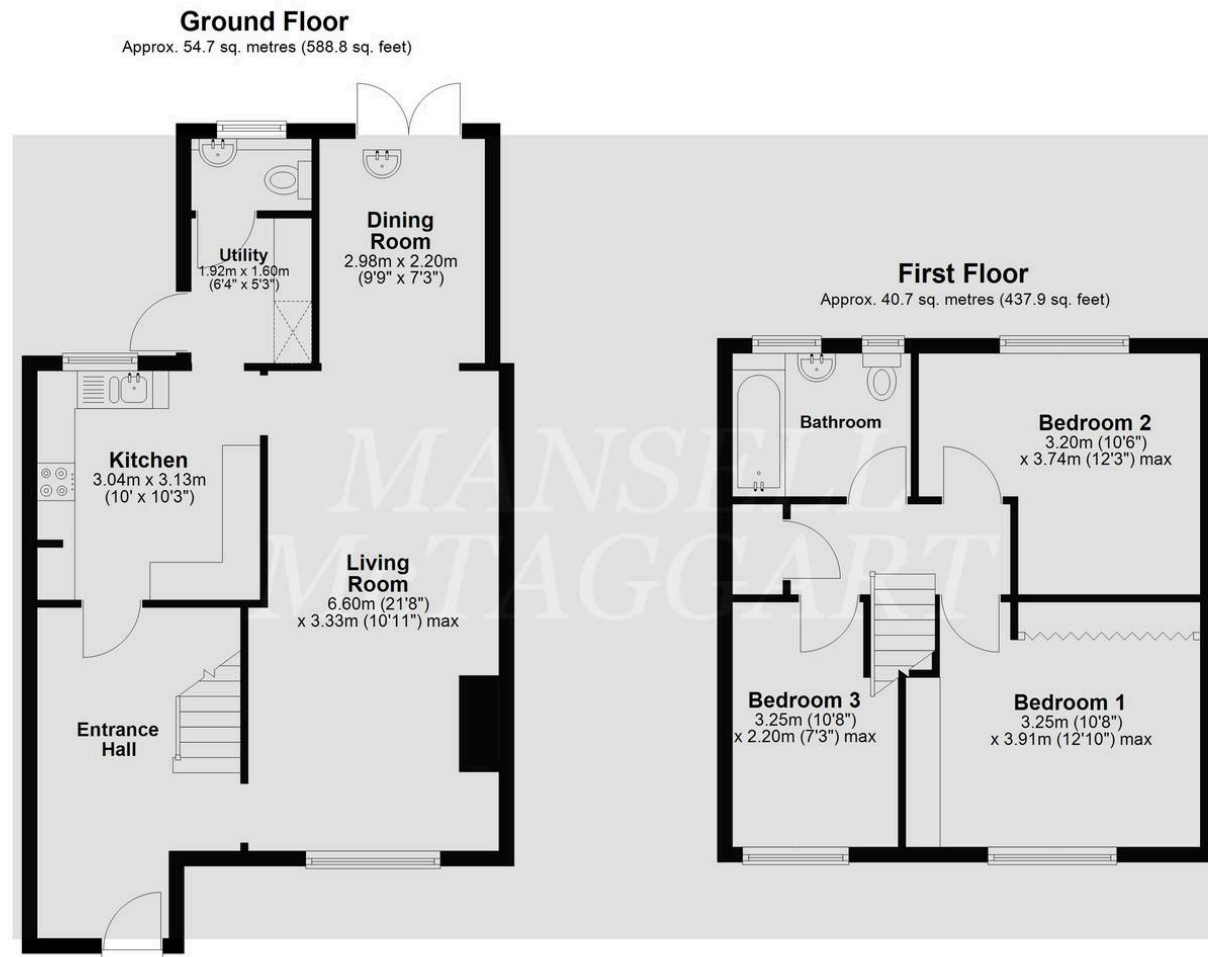 Ground Floor
Approx. 54.7 sq. metres (588.8 sq. feet)
Dining
Room
2.98m x 2.20m
(9'9" x 7'3")
Utility
1.92m x 1.60m
(6'4" x 5'3")
Kitchen
3.04m x 3.13m
(10' x 10'3")
Living
Room
6.60m (21'8")
x 3.33m (10'11") max
Entrance
Hall
First Floor
Approx. 40.7 sq. metres (437.9 sq. feet)
Bathroom
Bedroom 2
3.20m (10'6")
x 3.74m (12'3") max
Bedroom 3
3.25m (10'8")
x 2.20m (7'3") max
Bedroom 1
3.25m (10'8")
x 3.91m (12'10") max
MANSELL
McTAGGART